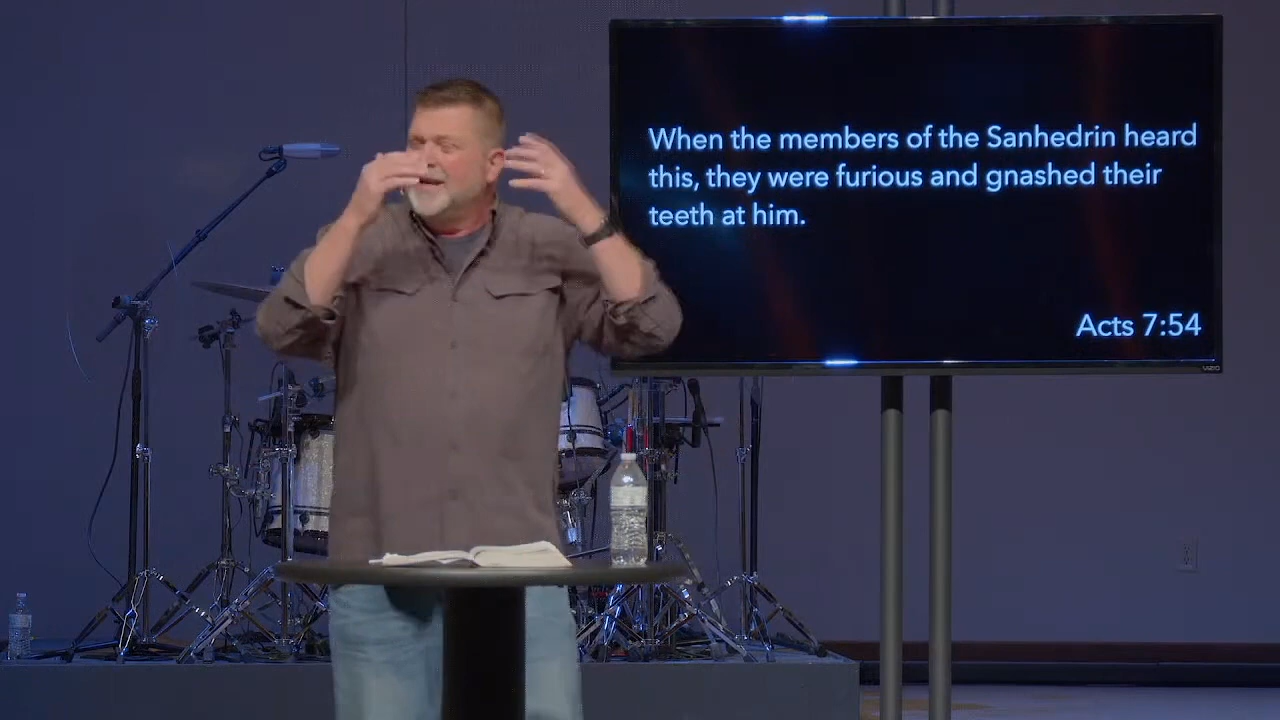 When the members of the Sanhedrin heard
this, they were furious and gnashed their
teeth at him.
Acts 7:54
VIZIO